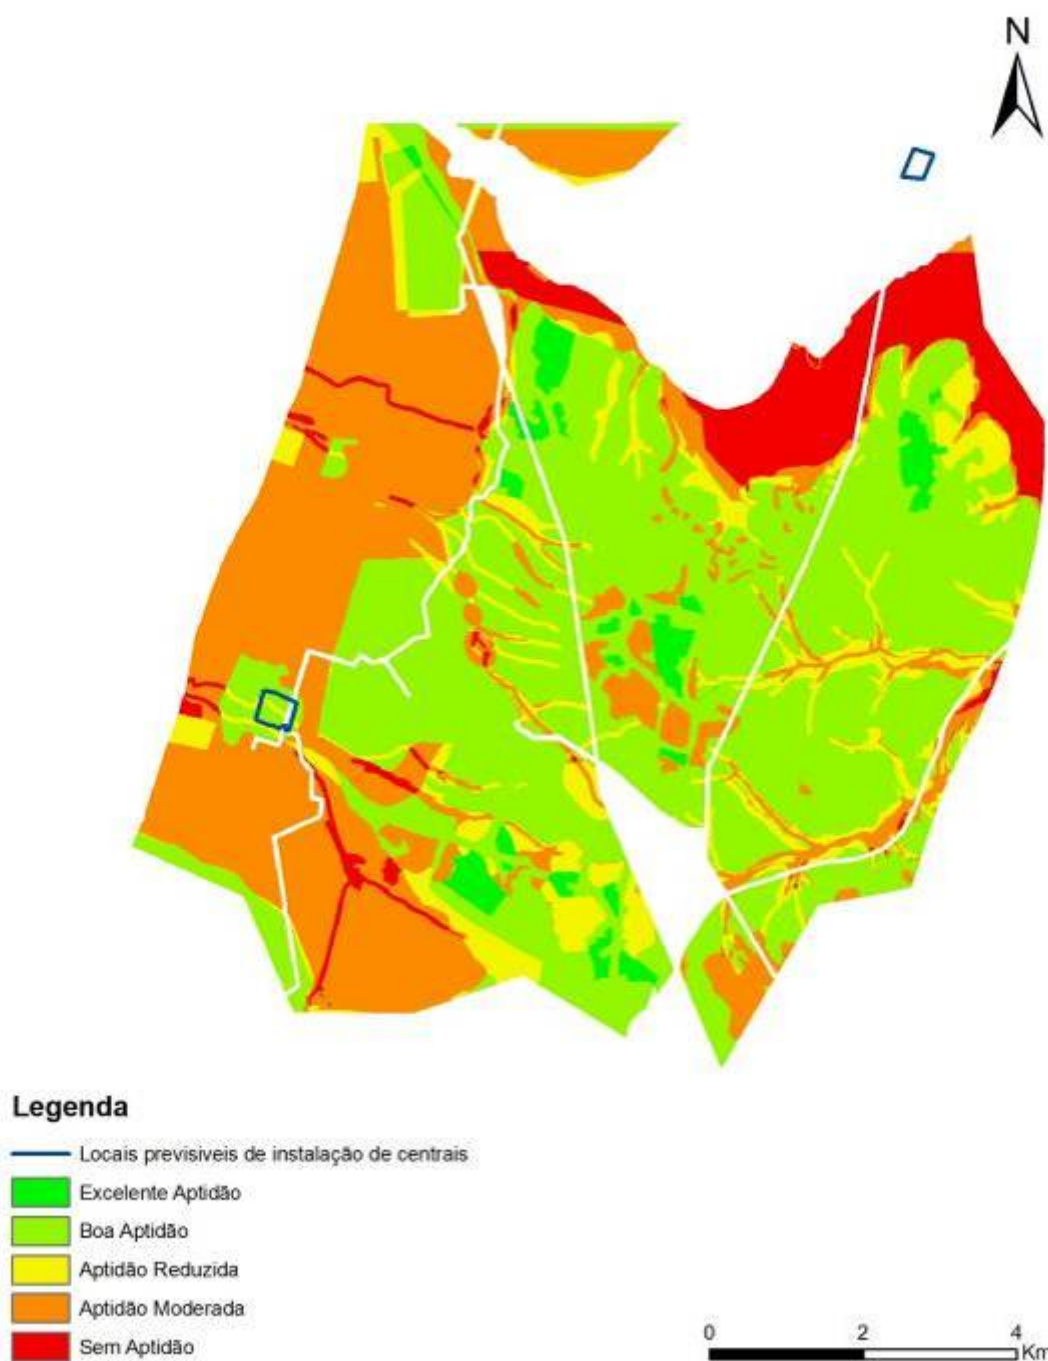 N
Legenda
Locais previsiveis de instalação de centrais
Excelente Aptidão
Boa Aptidão
Aptidão Reduzida
Aptidão Moderada
Sem Aptidão
0 2 4
Km